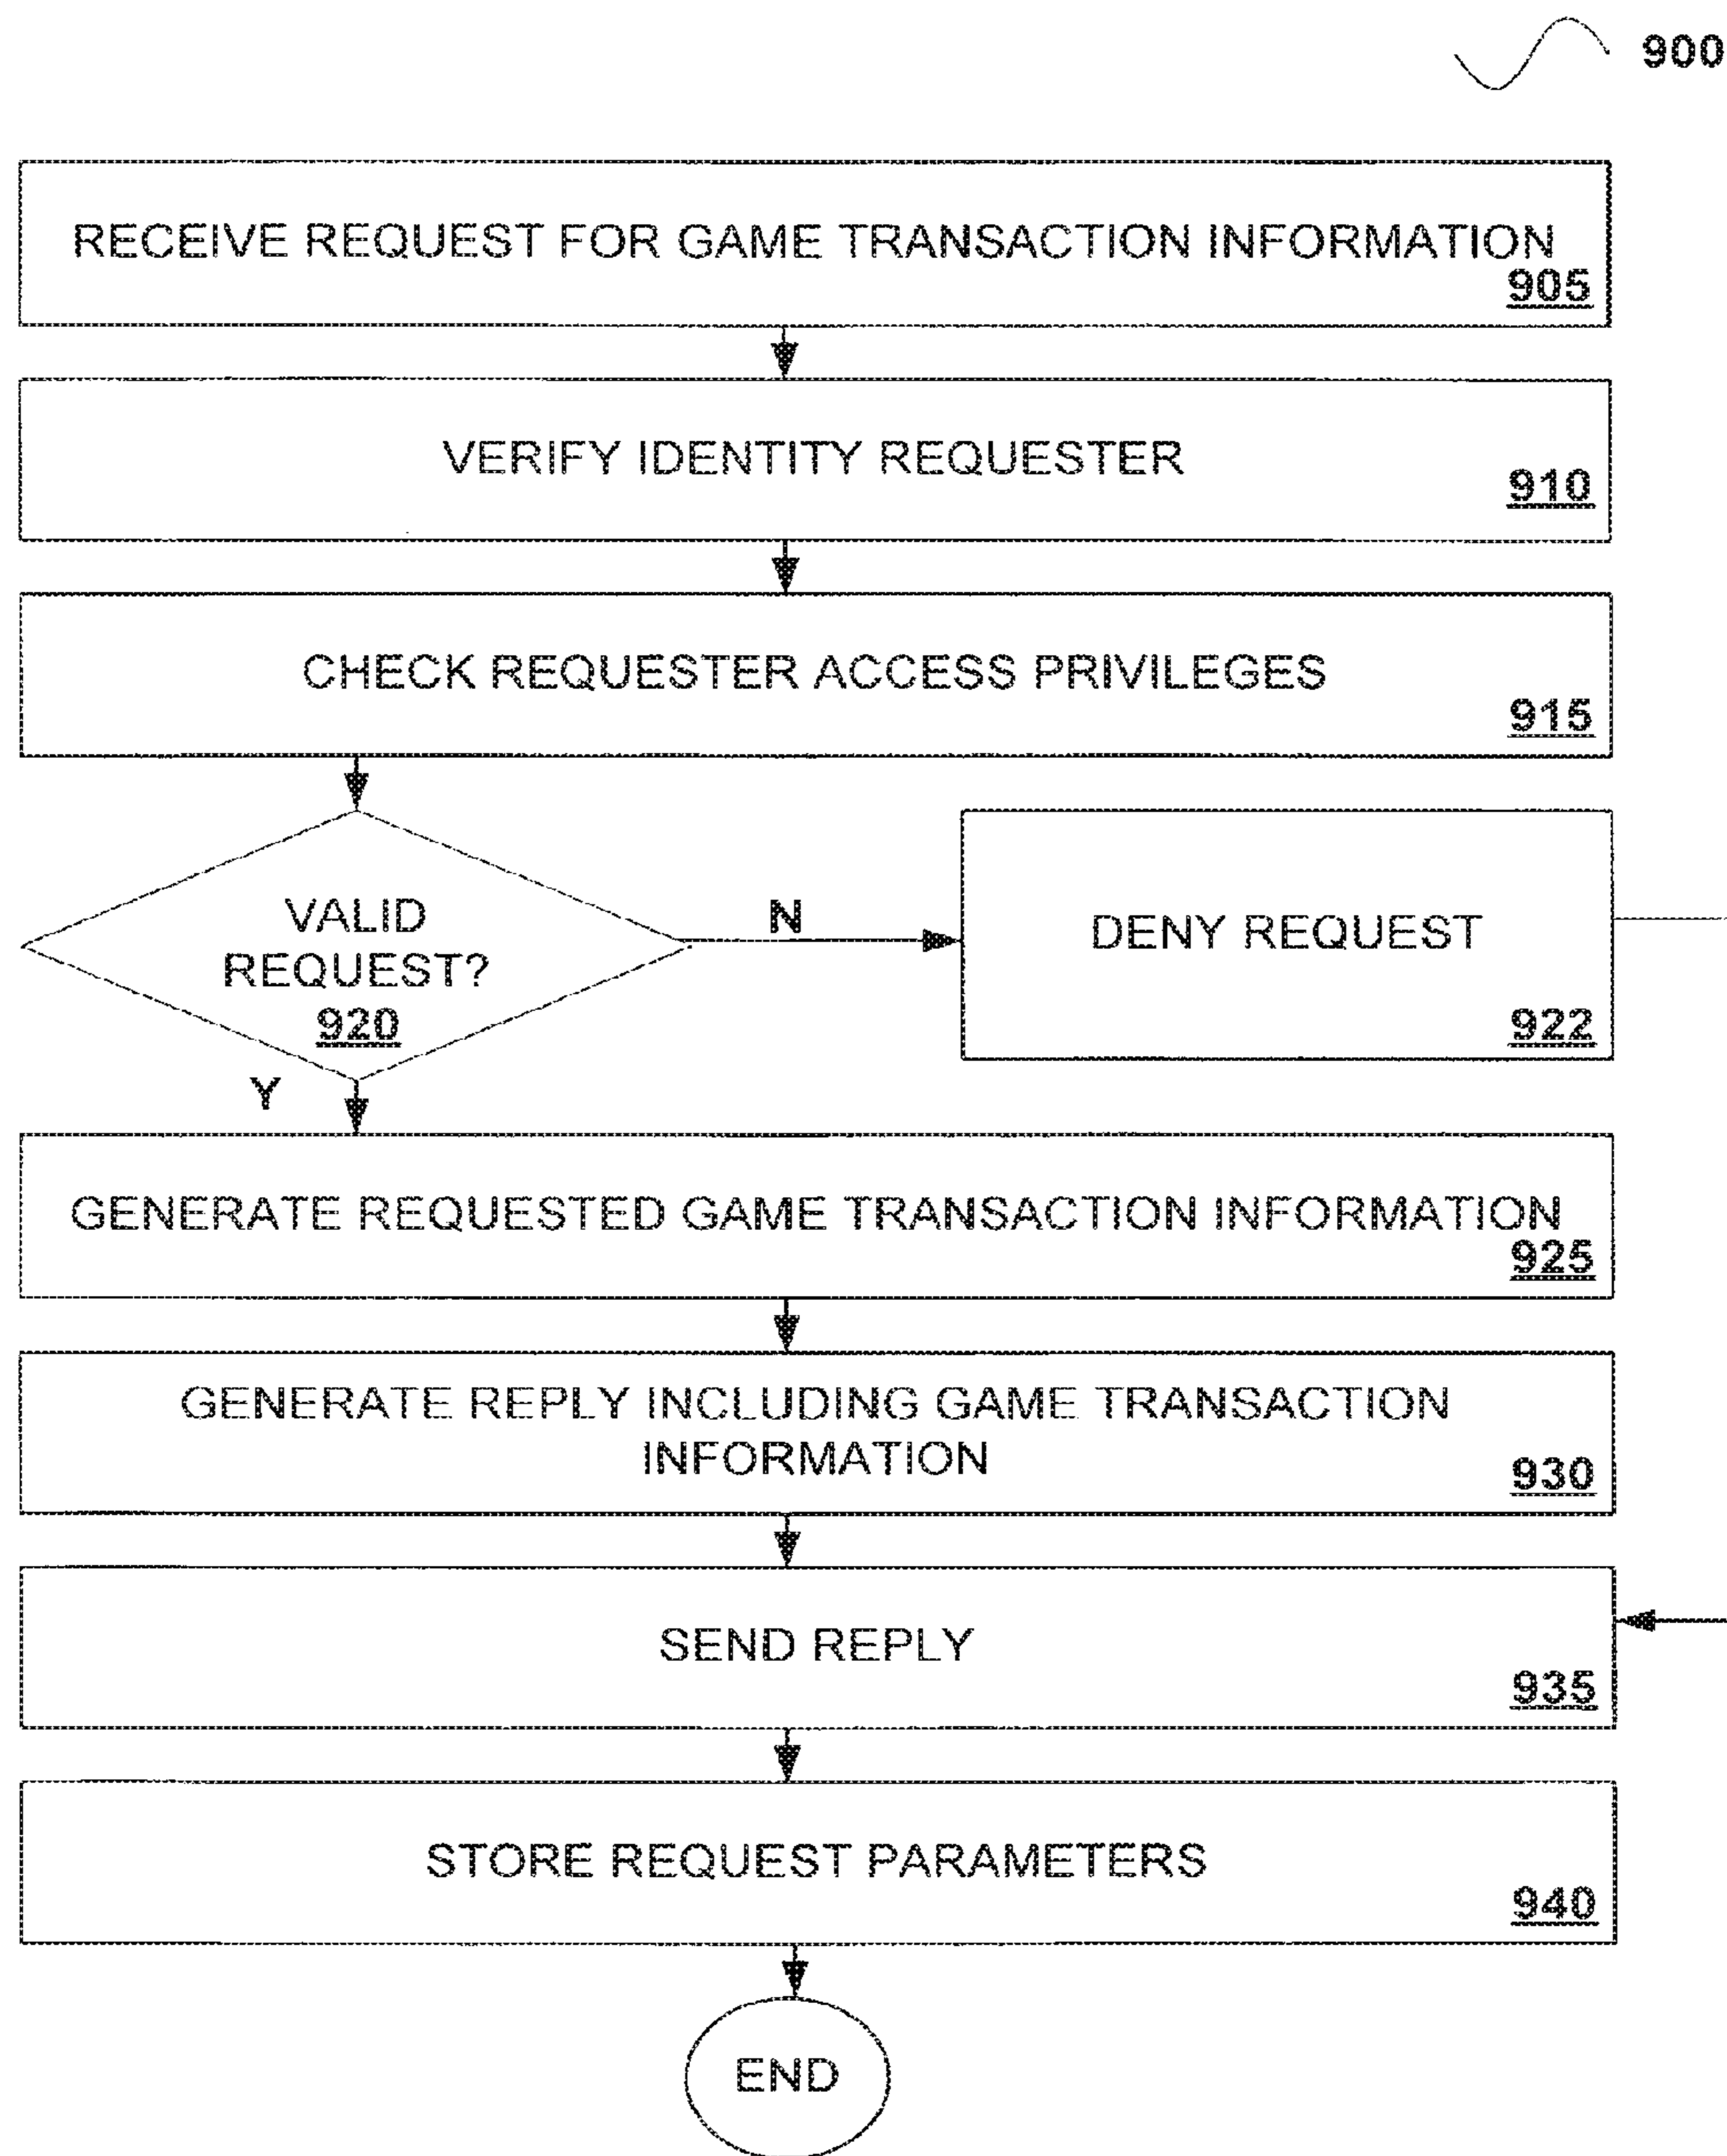 900
RECEIVE REQUEST FOR GAME TRANSACTION INFORMATION
905
VERIFY IDENTITY REQUESTER
910
CHECK REQUESTER ACCESS PRIVILEGES
915
VALID
REQUEST?
920
N
DENY REQUEST
922
Y
GENERATE REQUESTED GAME TRANSACTION INFORMATION
925
GENERATE REPLY INCLUDING GAME TRANSACTION
INFORMATION
930
SEND REPLY
935
STORE REQUEST PARAMETERS
940
END